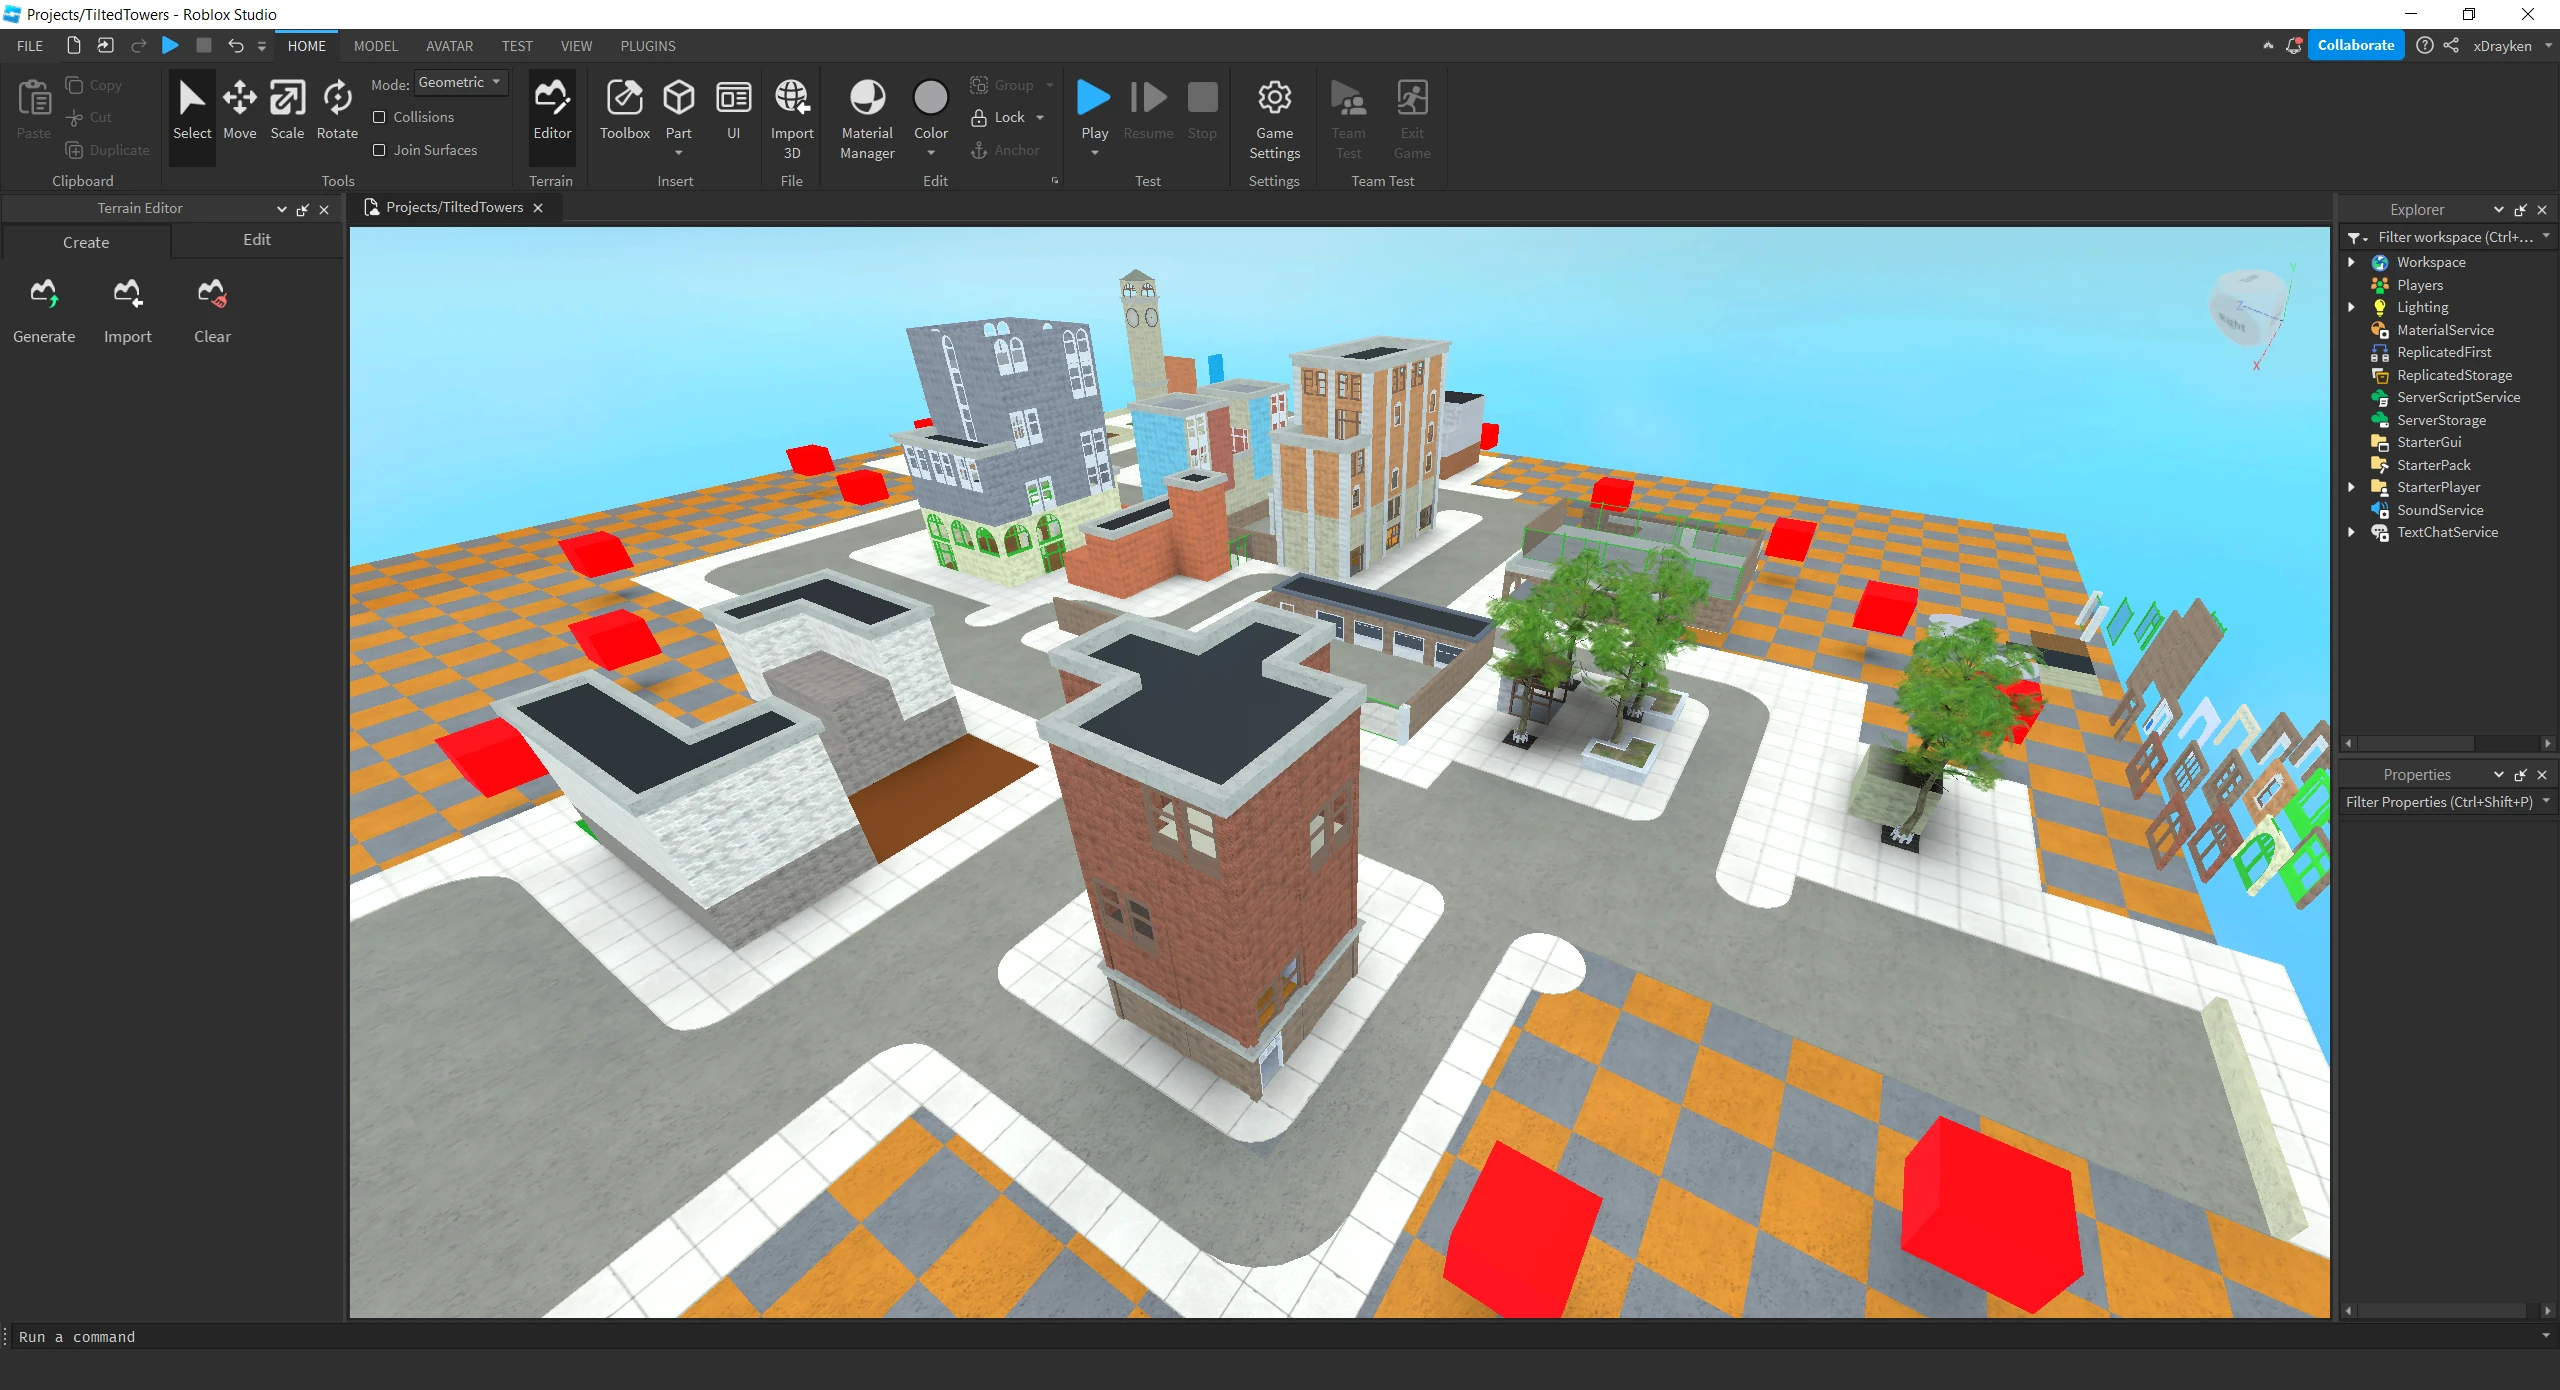 Projects/TiltedTowers - Roblox Studio
FILE HOME MODEL AVATAR TEST VIEW PLUGINS Collaborate xDrayken
Paste
Copy
Cut
Duplicate
Clipboard
Select Move Scale Rotate
Mode: Geometric
Collisions
Join Surfaces
Tools
Editor
Terrain
Toolbox Part UI
Insert
Import
3D
File
Material
Manager
Color
Group
Lock
Anchor
Edit
Play Resume Stop
Test
Game
Settings
Settings
Team
Test
Exit
Game
Team Test
Terrain Editor
Create Edit
Generate Import Clear
Projects/TiltedTowers
Right
Z
Y
X
Explorer
Filter workspace (Ctrl+...
Workspace
Players
Lighting
MaterialService
ReplicatedFirst
ReplicatedStorage
ServerScriptService
ServerStorage
StarterGui
StarterPack
StarterPlayer
SoundService
TextChatService
Properties
Filter Properties (Ctrl+Shift+P)
Run a command